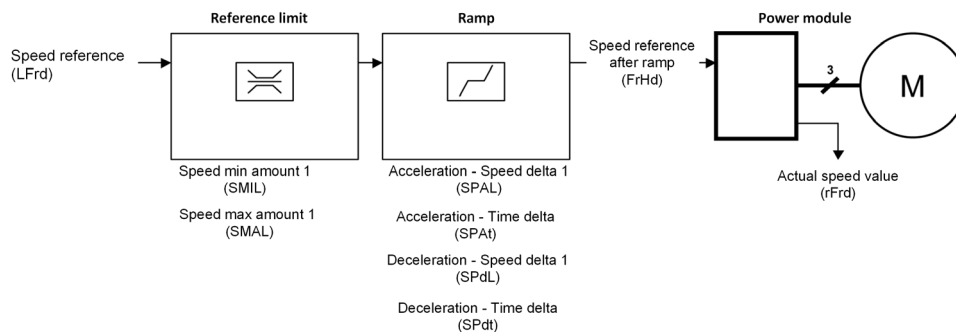 Reference limit
Ramp
Power module
Speed reference
(LFrd)
Speed reference
after ramp
(FrHd)
3
M
Speed min amount 1
(SMIL)
Speed max amount 1
(SMAL)
Acceleration - Speed delta 1
(SPAL)
Acceleration - Time delta
(SPAt)
Deceleration - Speed delta 1
(SPdL)
Deceleration - Time delta
(SPdt)
Actual speed value
(rFrd)